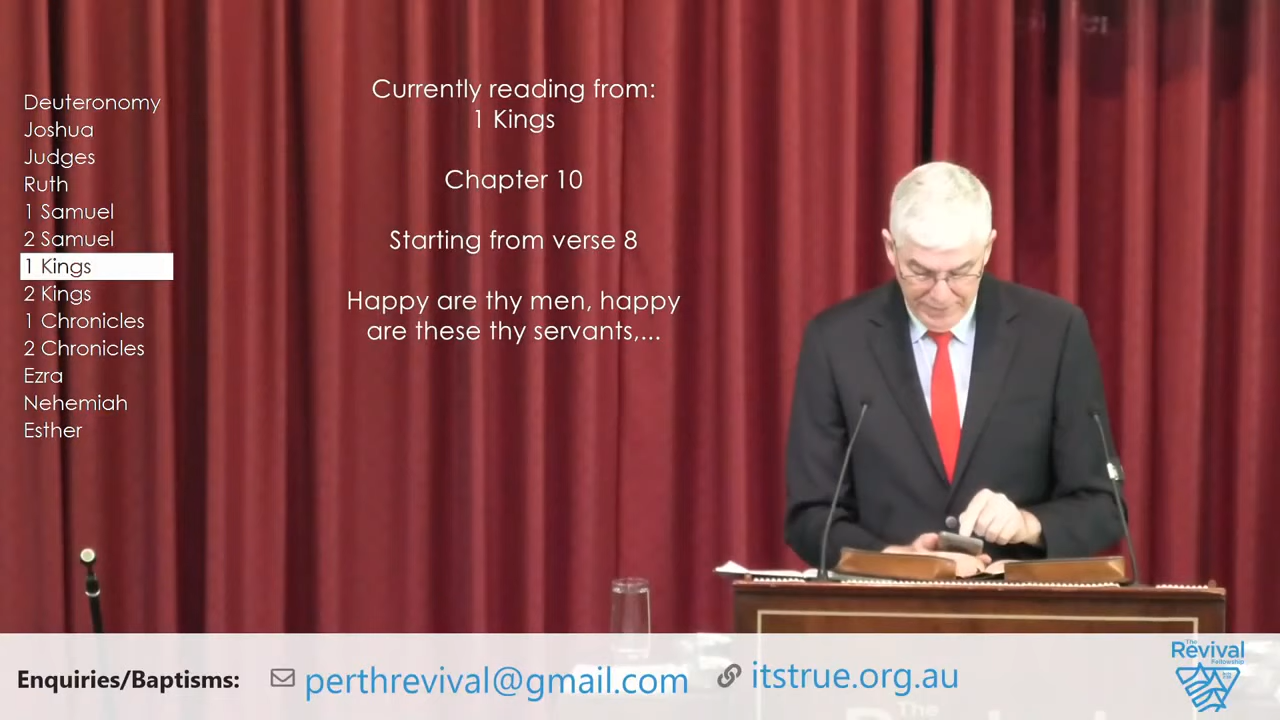 Deuteronomy
Joshua
Judges
Ruth
1 Samuel
2 Samuel
1 Kings
2 Kings
1 Chronicles
2 Chronicles
Ezra
Nehemiah
Esther
Currently reading from:
1 Kings
Chapter 10
Starting from verse 8
Happy are thy men, happy
are these thy servants,...
Enquiries/Baptisms:
perthrevival@gmail.com
itstrue.org.au
The
Revival
Fellowship